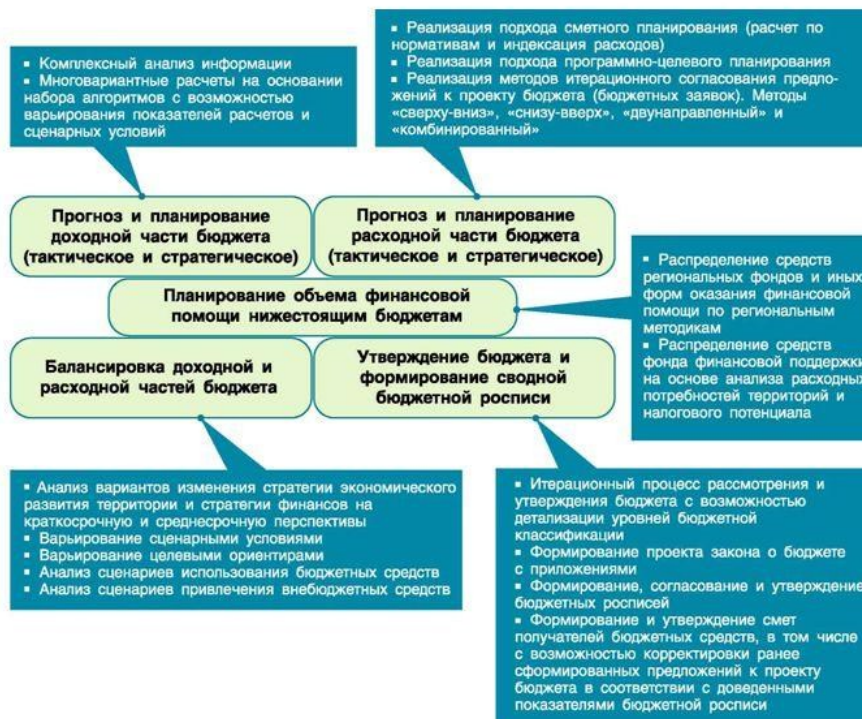 ▪ Комплексный анализ информации
▪ Многовариантные расчеты на основании
набора алгоритмов с возможностью
варьирования показателей расчетов и
сценарных условий
▪ Реализация подхода сметного планирования (расчет по
нормативам и индексация расходов)
▪ Реализация подхода программно-целевого планирования
▪ Реализация методов итерационного согласования предло-
жений к проекту бюджета (бюджетных заявок). Методы
«сверху-вниз», «снизу-вверх», «двунаправленный» и
«комбинированный»
Прогноз и планирование
доходной части бюджета
(тактическое и стратегическое)
Прогноз и планирование
расходной части бюджета
(тактическое и стратегическое)
Планирование объема финансовой
помощи нижестоящим бюджетам
▪ Распределение средств
региональных фондов и иных
форм оказания финансовой
помощи по региональным
методикам
▪ Распределение средств
фонда финансовой поддержки
на основе анализа расходных
потребностей территорий и
налогового потенциала
Балансировка доходной и
расходной частей бюджета
Утверждение бюджета и
формирование сводной
бюджетной росписи
▪ Анализ вариантов изменения стратегии экономического
развития территории и стратегии финансов на
краткосрочную и среднесрочную перспективы
▪ Варьирование сценарными условиями
▪ Варьирование целевыми ориентирами
▪ Анализ сценариев использования бюджетных средств
▪ Анализ сценариев привлечения внебюджетных средств
▪ Итерационный процесс рассмотрения и
утверждения бюджета с возможностью
детализации уровней бюджетной
классификации
▪ Формирование проекта закона о бюджете
с приложениями
▪ Формирование, согласование и утверждение
бюджетных росписей
▪ Формирование и утверждение смет
получателей бюджетных средств, в том числе
с возможностью корректировки ранее
сформированных предложений к проекту
бюджета в соответствии с доведенными
показателями бюджетной росписи